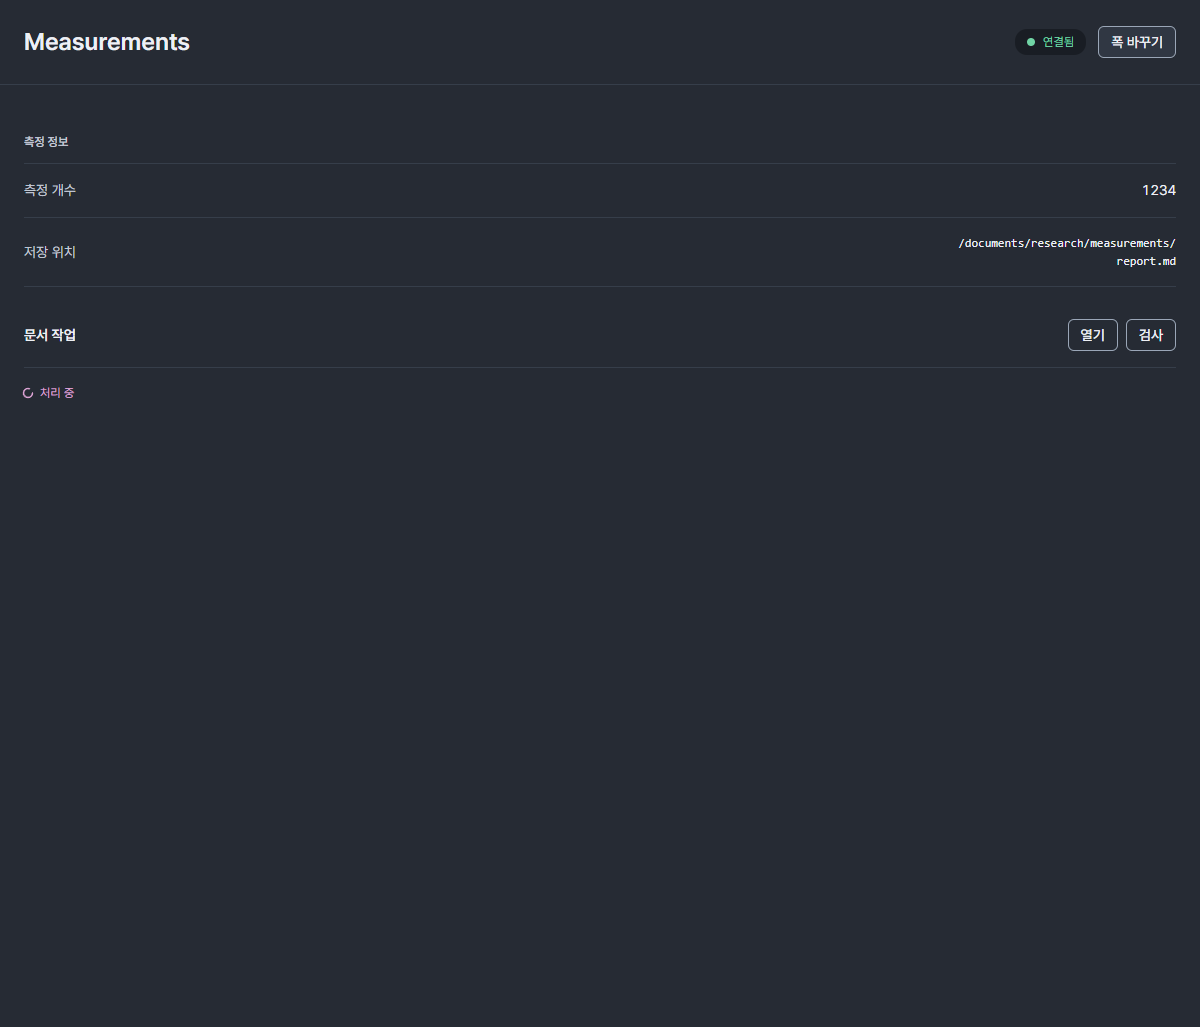 Measurements
연결됨
폭 바꾸기
측정 정보
측정 개수
1234
저장 위치
/documents/research/measurements/
report.md
문서 작업
열기
검사
처리 중